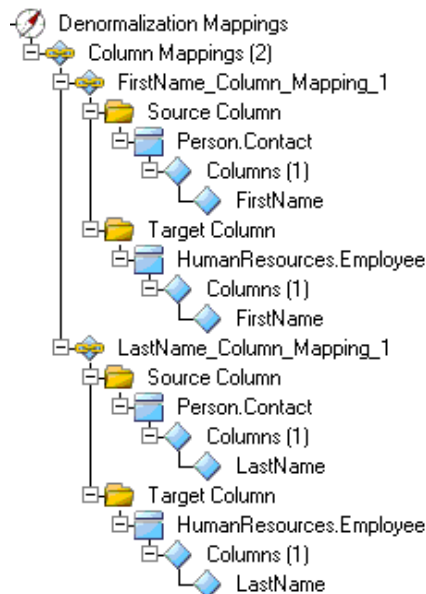 Denormalization Mappings
Column Mappings (2)
FirstName_Column_Mapping_1
Source Column
Person.Contact
Columns (1)
FirstName
Target Column
HumanResources.Employee
Columns (1)
FirstName
LastName_Column_Mapping_1
Source Column
Person.Contact
Columns (1)
LastName
Target Column
HumanResources.Employee
Columns (1)
LastName